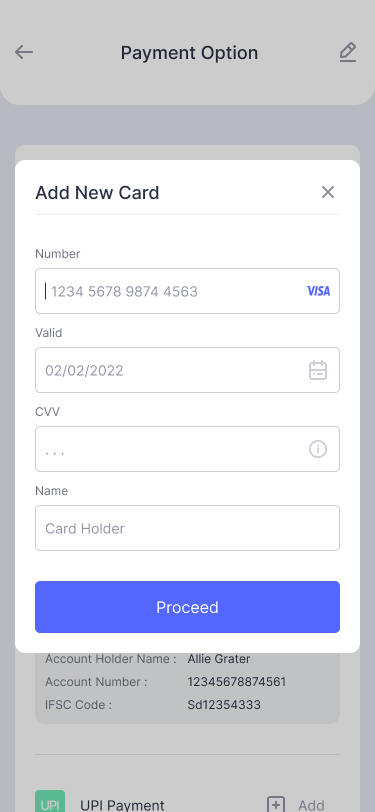 Payment Option
Add New Card
Number
1234 5678 9874 4563 VISA
Valid
02/02/2022
CVV
. . .
Name
Card Holder
Proceed
Account Holder Name : Allie Grater
Account Number : 12345678874561
IFSC Code : Sd12354333
UPI UPI Payment Add